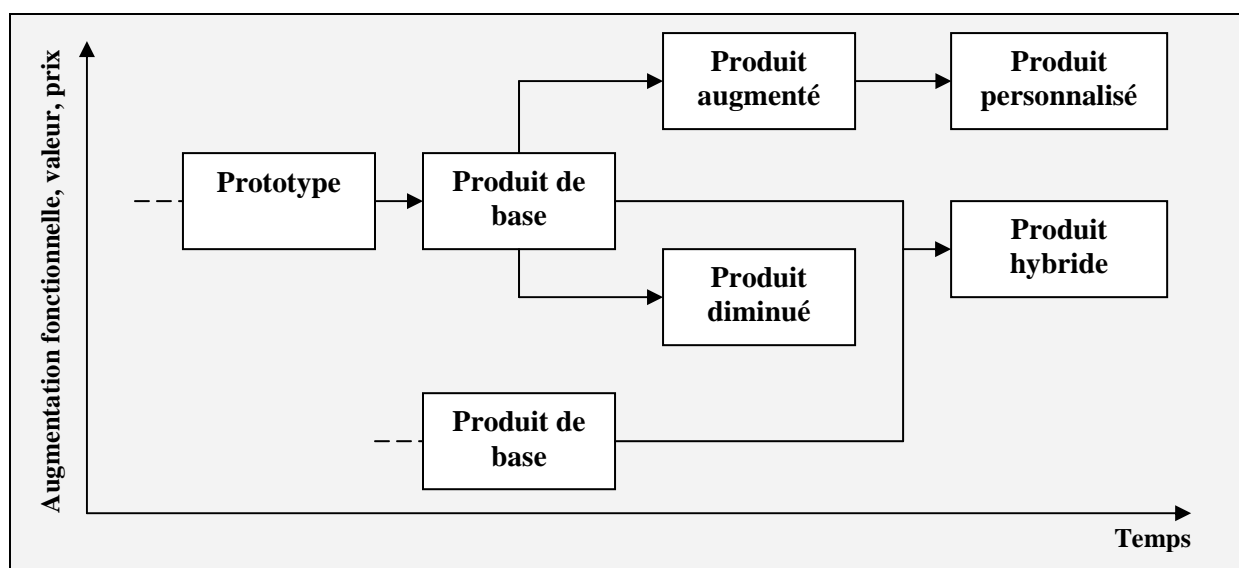 Augmentation fonctionnelle, valeur, prix
Produit
augmenté
Produit
personnalisé
Prototype
Produit de
base
Produit
hybride
Produit
diminué
Produit de
base
Temps